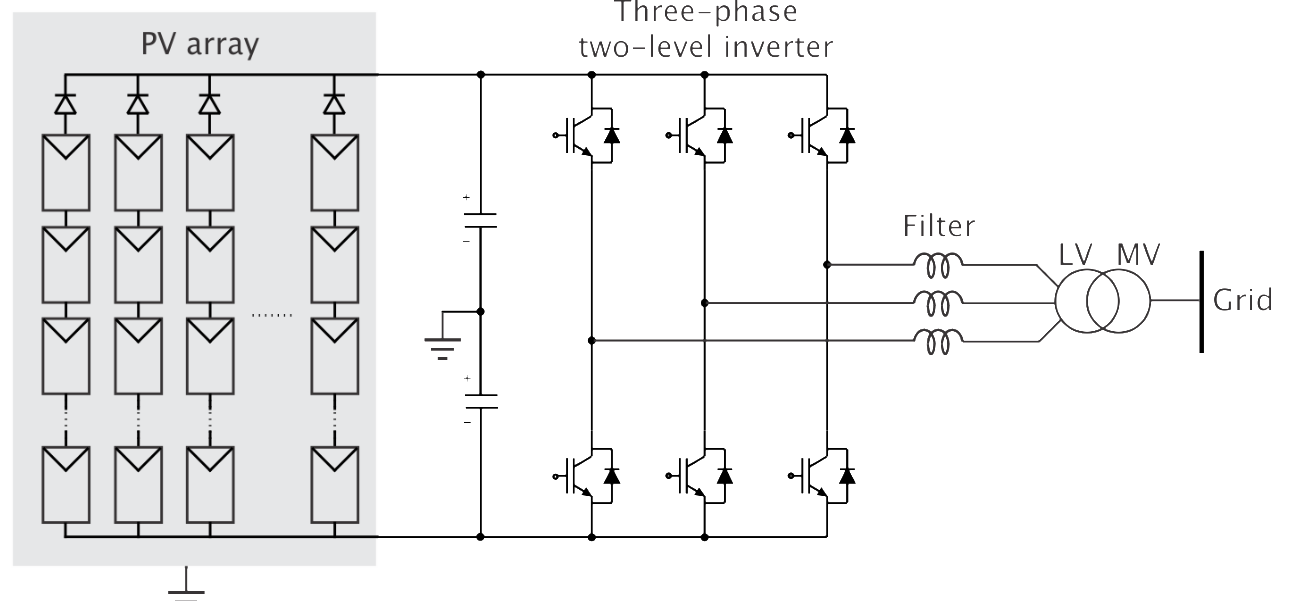 Three-phase
two-level inverter
PV array
+
−
+
−
Filter
LV MV
Grid